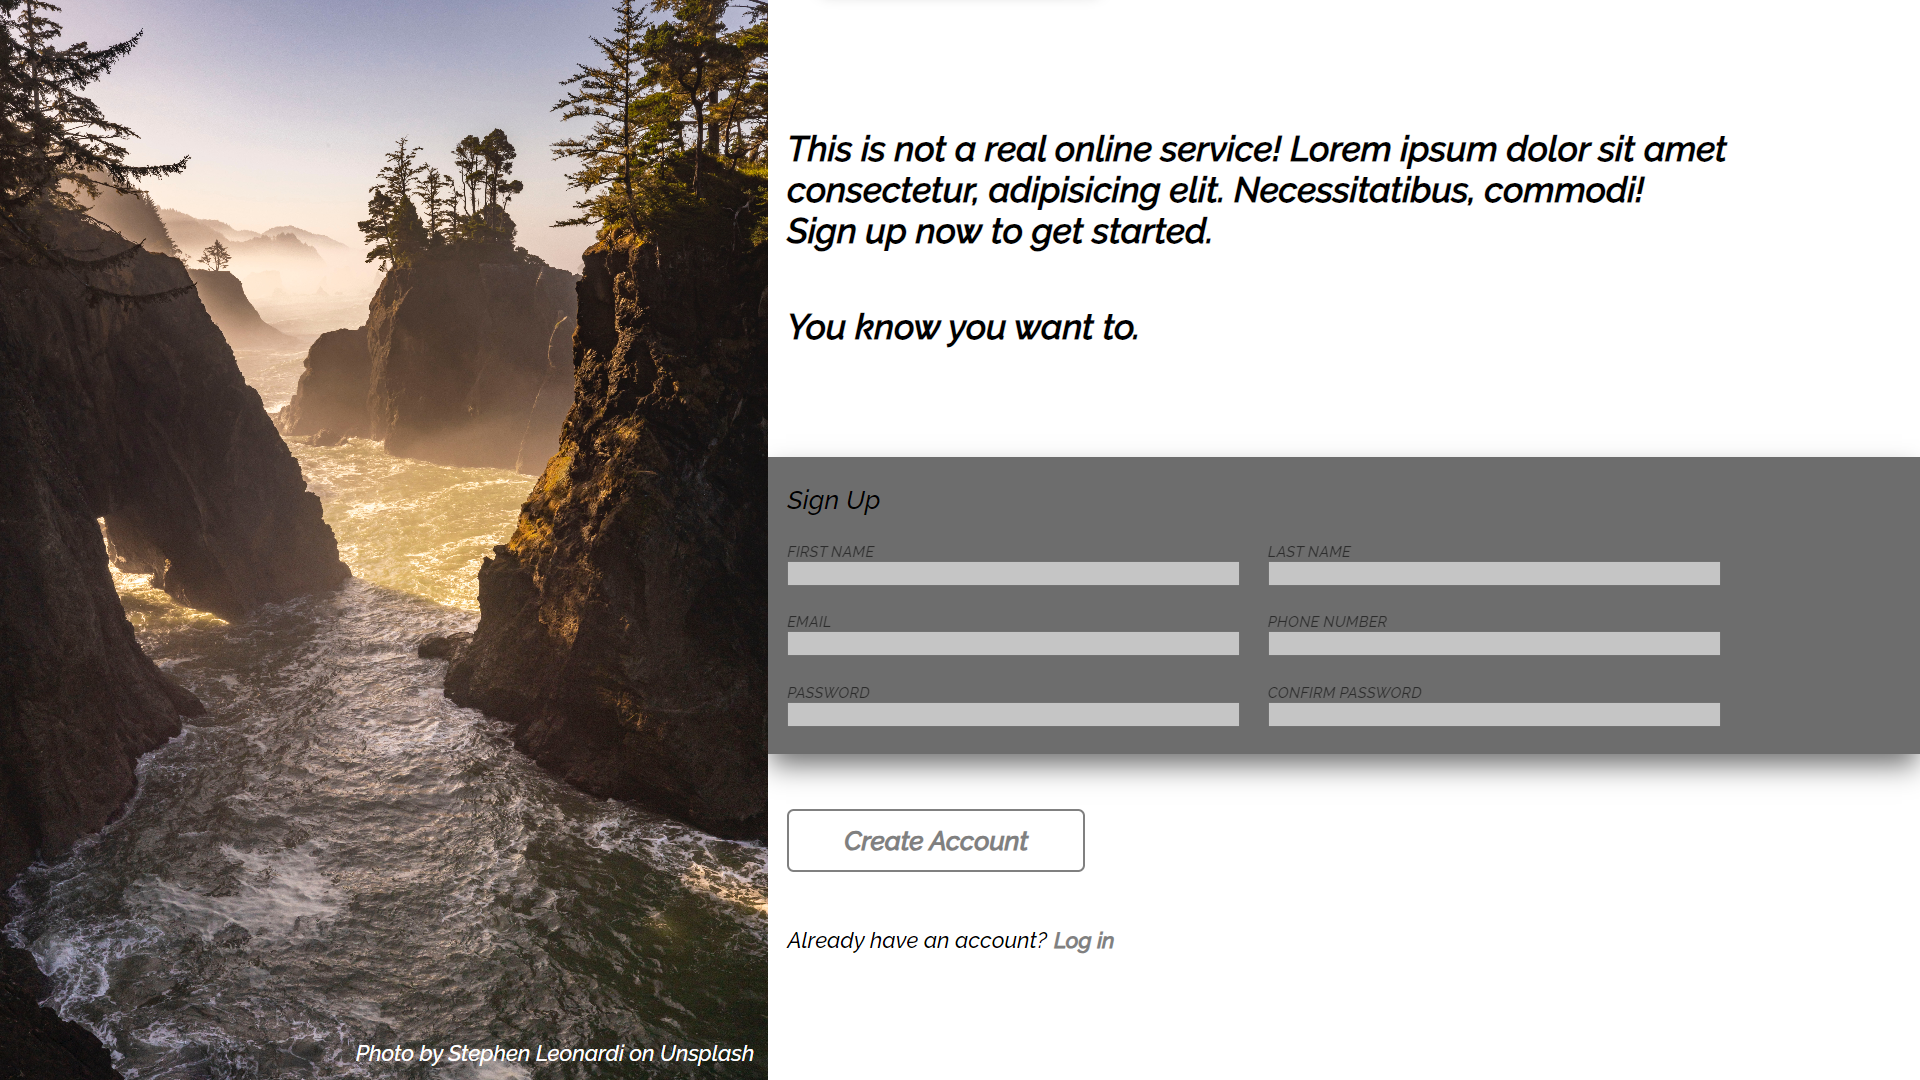 This is not a real online service! Lorem ipsum dolor sit amet
consectetur, adipisicing elit. Necessitatibus, commodi!
Sign up now to get started.
You know you want to.
Sign Up
FIRST NAME
LAST NAME
EMAIL
PHONE NUMBER
PASSWORD
CONFIRM PASSWORD
Create Account
Already have an account? Log in
Photo by Stephen Leonardi on Unsplash